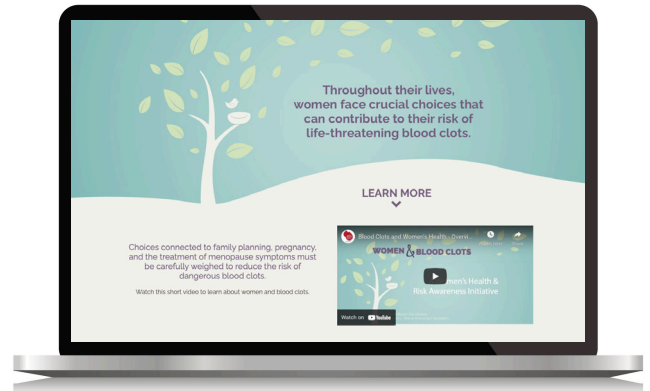 Throughout their lives,
women face crucial choices that
can contribute to their risk of
life-threatening blood clots.
LEARN MORE
Choices connected to family planning, pregnancy,
and the treatment of menopause symptoms must
be carefully weighed to reduce the risk of
dangerous blood clots.
Watch this short video to learn about women and blood clots.
Blood Clots and Women's Health - Overvi...
WOMEN & BLOOD CLOTS
men's Health &
Risk Awareness Initiative
Watch on YouTube